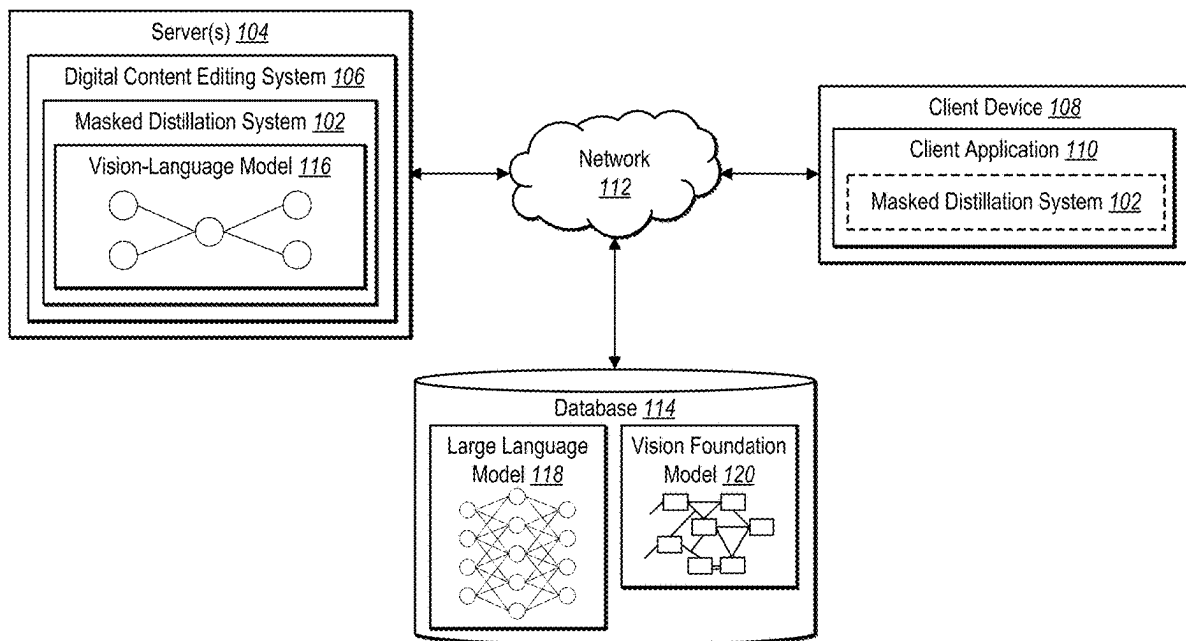 Server(s) 104
Digital Content Editing System 106
Masked Distillation System 102
Vision-Language Model 116
Network
112
Client Device 108
Client Application 110
Masked Distillation System 102
Database 114
Large Language
Model 118
Vision Foundation
Model 120